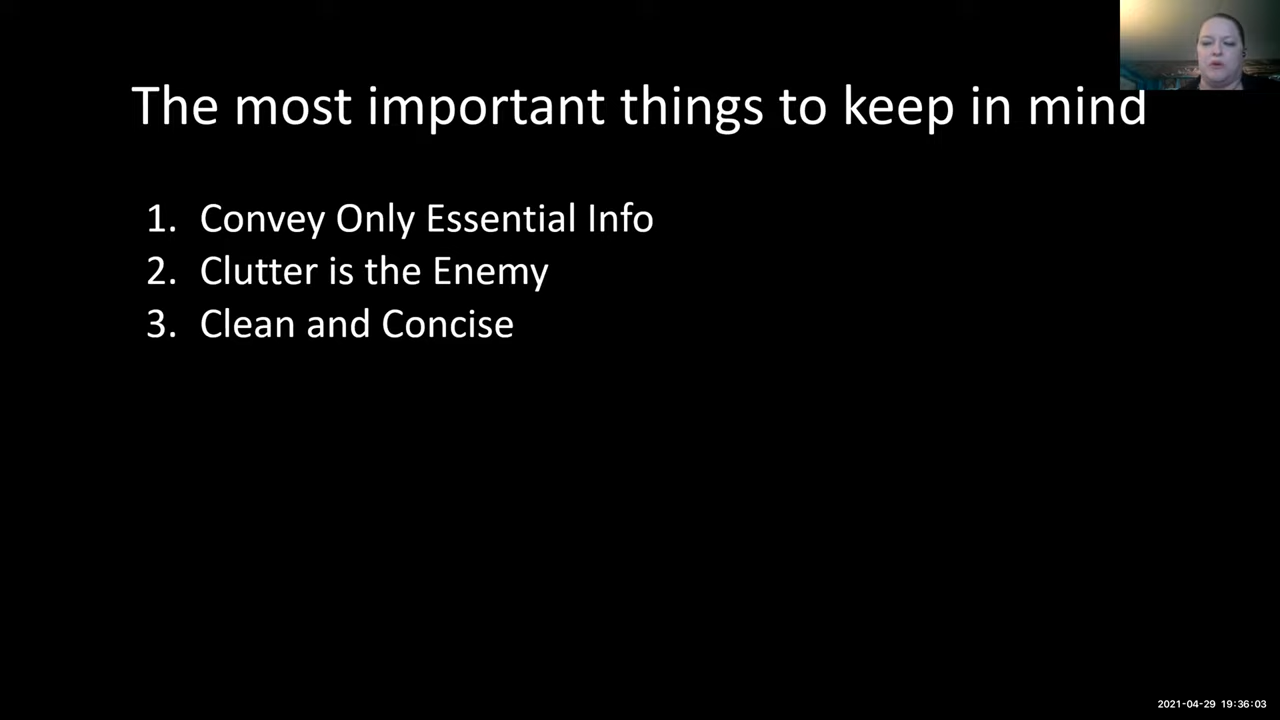 The most important things to keep in mind
1. Convey Only Essential Info
2. Clutter is the Enemy
3. Clean and Concise
2021-04-29 19:36:03